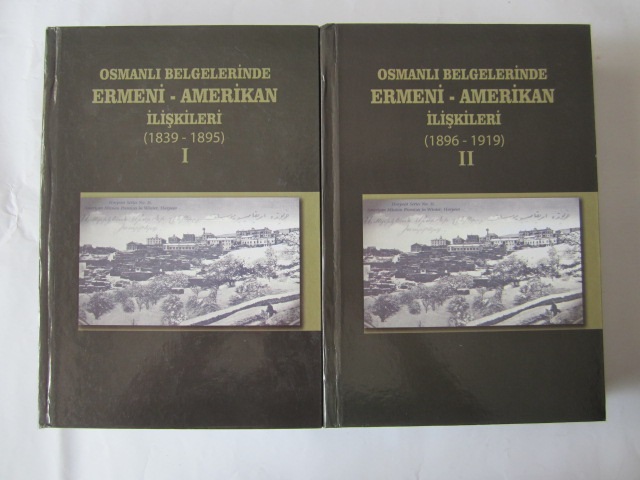 OSMANLI BELGELERİNDE
ERMENİ - AMERİKAN
İLİŞKİLERİ
(1839 - 1895)
I
OSMANLI BELGELERİNDE
ERMENİ - AMERİKAN
İLİŞKİLERİ
(1896 - 1919)
II